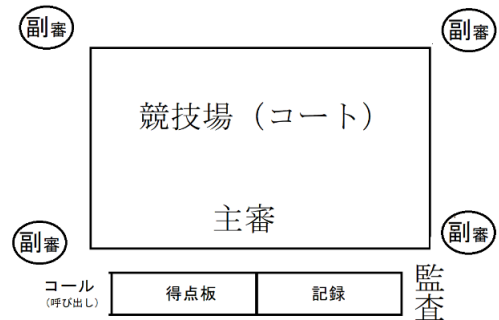 副審
副審
競技場（コート）
主審
副審
副審
コール
（呼び出し）
得点板
記録
監査